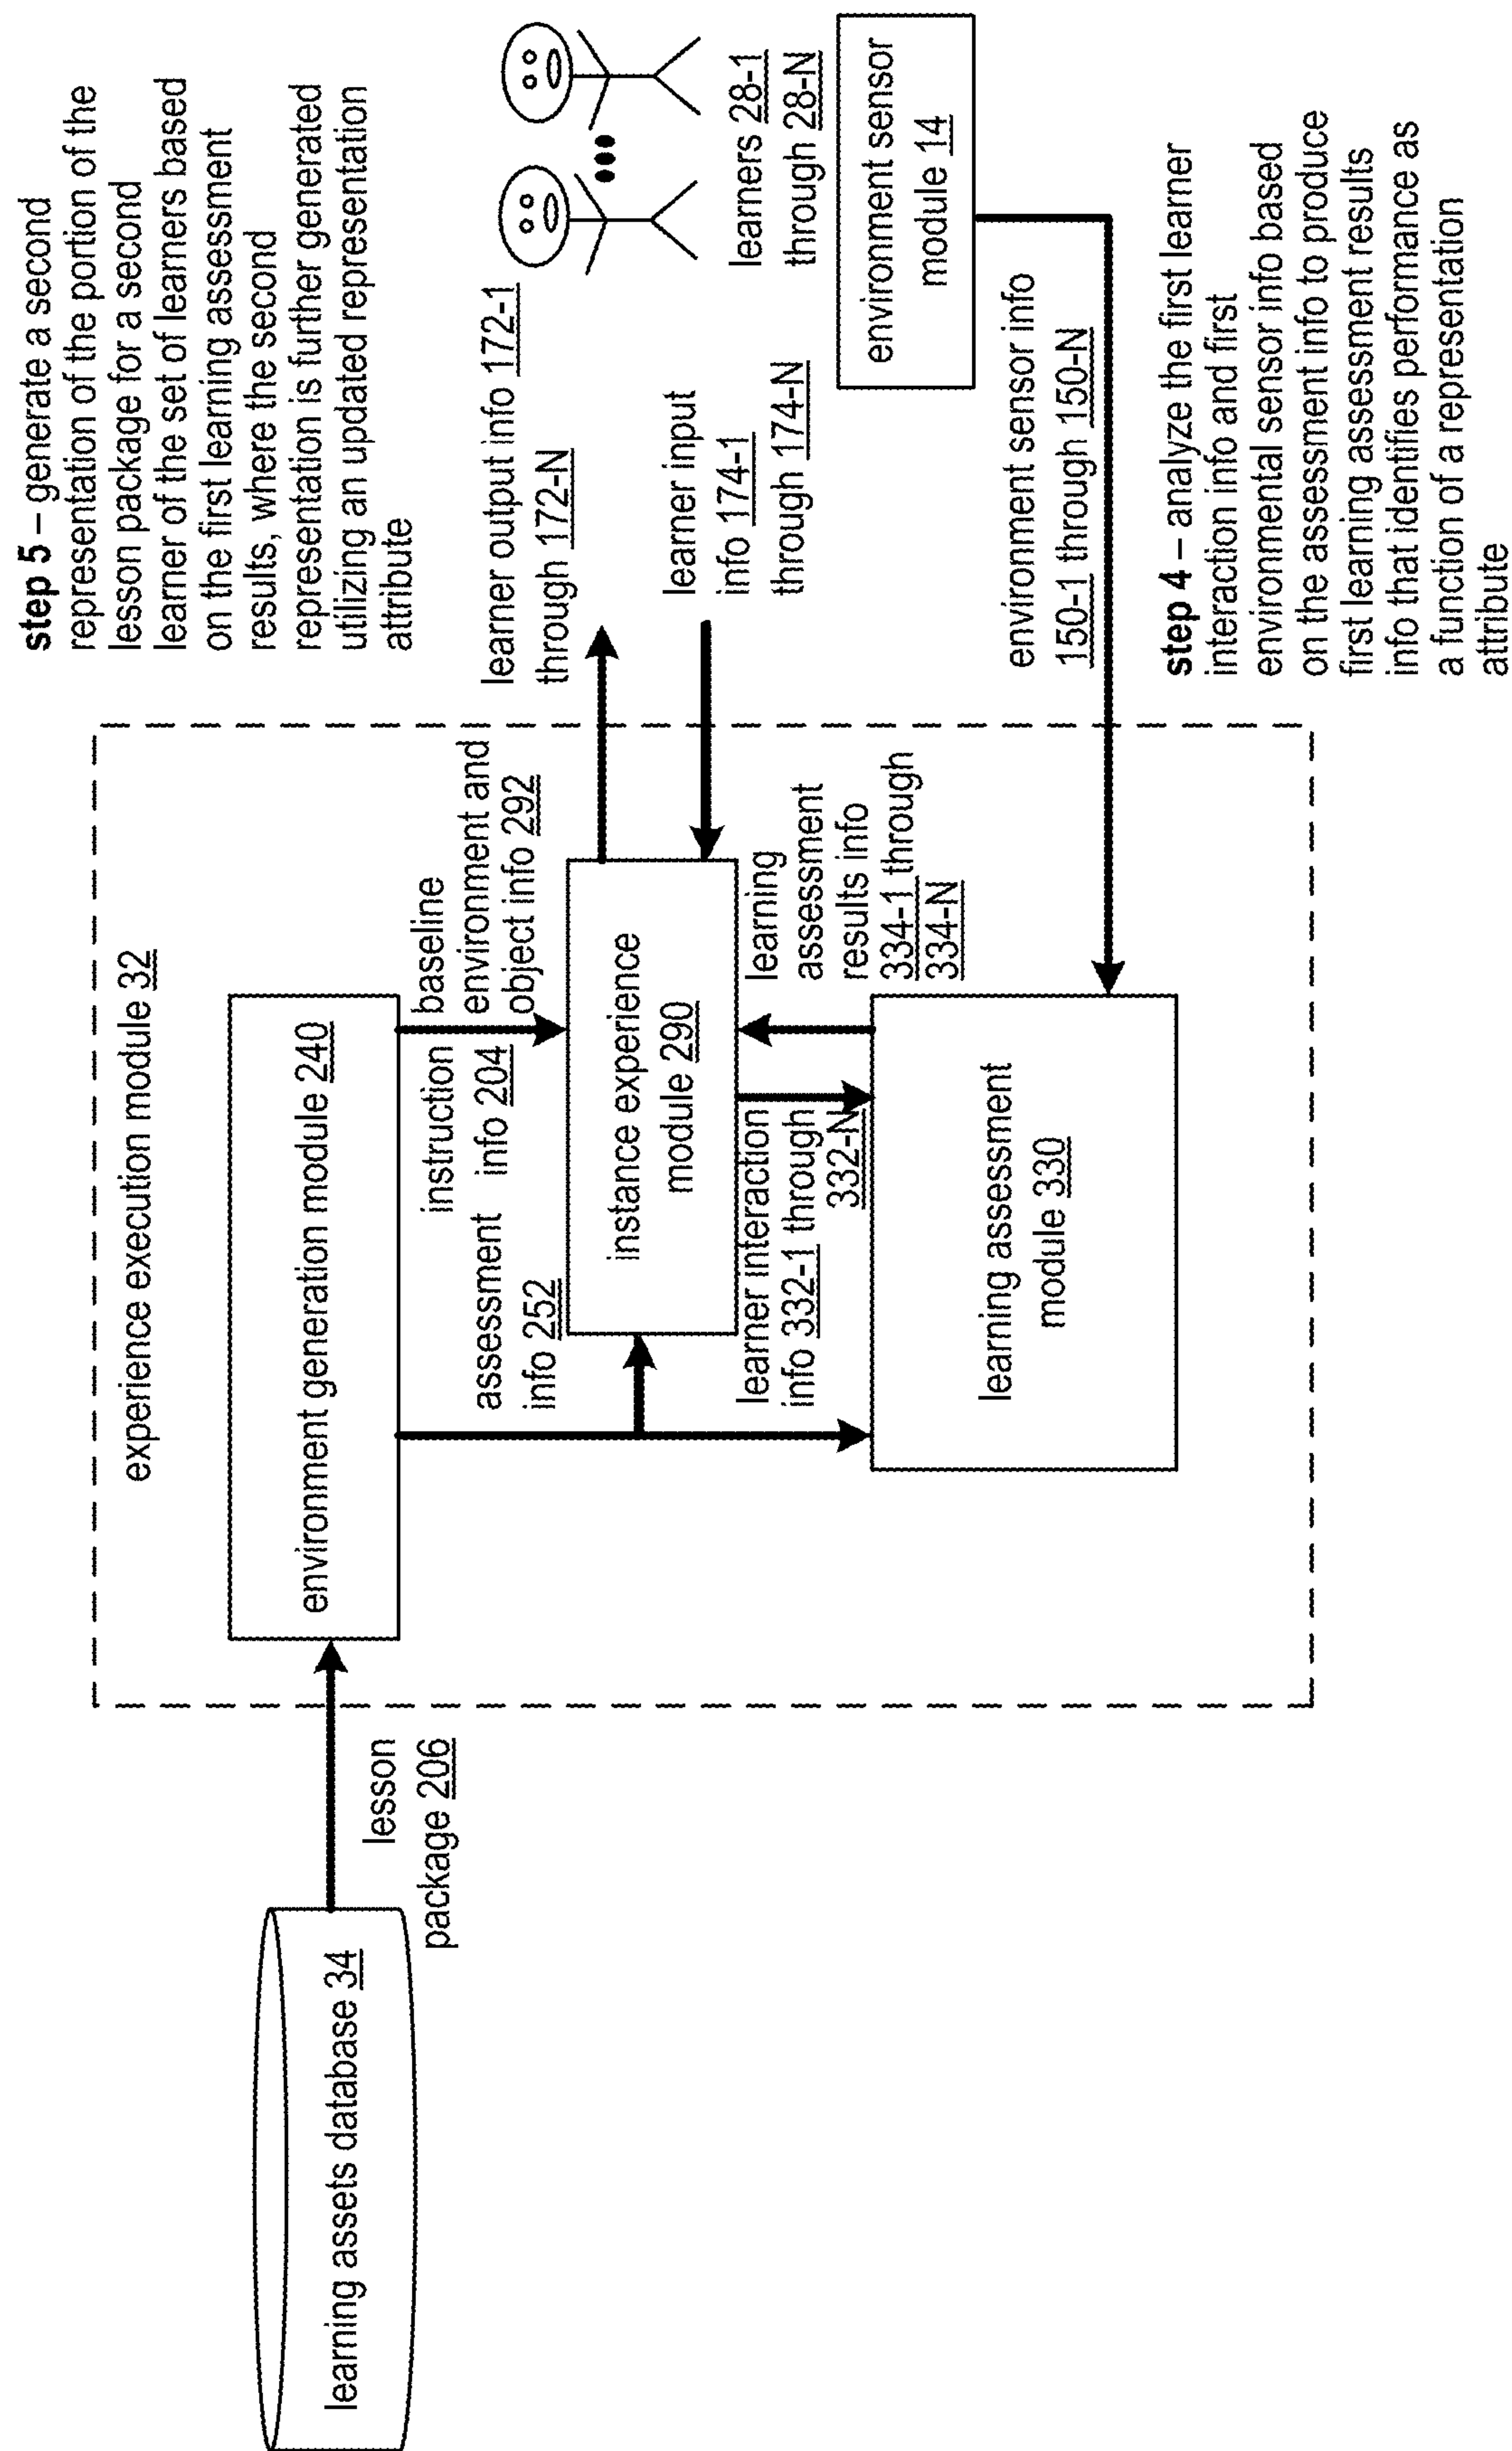 step 5 – generate a second
representation of the portion of the
lesson package for a second
learner of the set of learners based
on the first learning assessment
results, where the second
representation is further generated
utilizing an updated representation
attribute
experience execution module 32
learning assets database 34
lesson
package 206
environment generation module 240
baseline
environment and
object info 292
instruction
info 204
assessment
info 252
instance experience
module 290
learner output info 172-1
through 172-N
learner input
info 174-1
through 174-N
learners 28-1
through 28-N
environment sensor
module 14
learner interaction
info 332-1 through
332-N
learning
assessment
results info
334-1 through
334-N
environment sensor info
150-1 through 150-N
learning assessment
module 330
step 4 – analyze the first learner
interaction info and first
environmental sensor info based
on the assessment info to produce
first learning assessment results
info that identifies performance as
a function of a representation
attribute